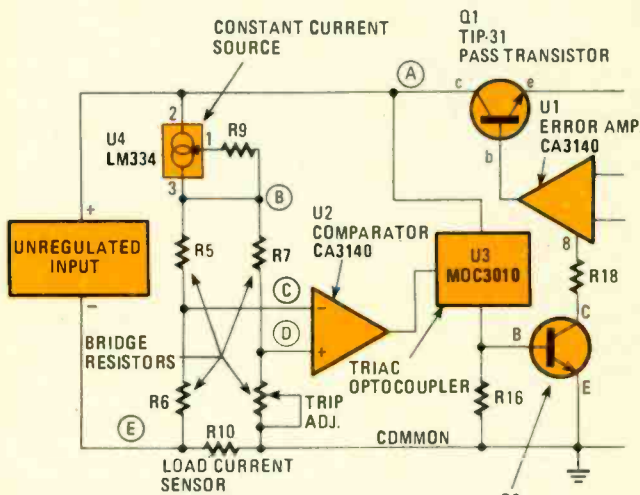 CONSTANT CURRENT
SOURCE
Q1
TIP-31
PASS TRANSISTOR
A
c
e
b
U1
ERROR AMP
CA3140
2
1
3
U4
LM334
R9
B
U2
COMPARATOR
CA3140
8
UNREGULATED
INPUT
+
−
R5
R7
U3
MOC3010
R18
C
D
−
+
C
B
E
BRIDGE
RESISTORS
TRIAC
OPTOCOUPLER
R6
TRIP
ADJ.
R16
E
R10
COMMON
LOAD CURRENT
SENSOR